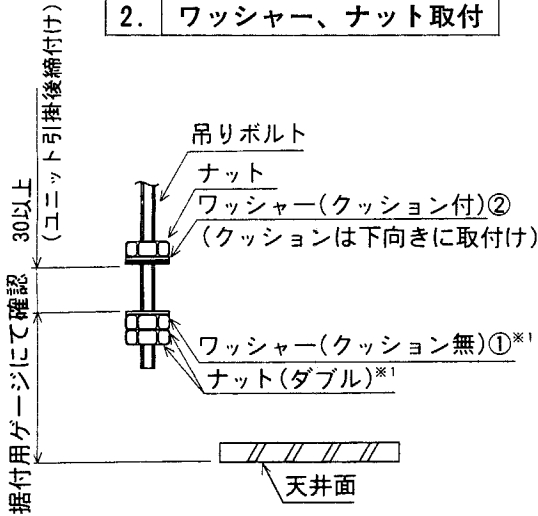 2. ワッシャー、ナット取付
(ユニット引掛後締付け)
30以上
据付用ゲージにて確認
吊りボルト
ナット
ワッシャー(クッション付)②
(クッションは下向きに取付け)
ワッシャー(クッション無)①※1
ナット(ダブル)※1
天井面